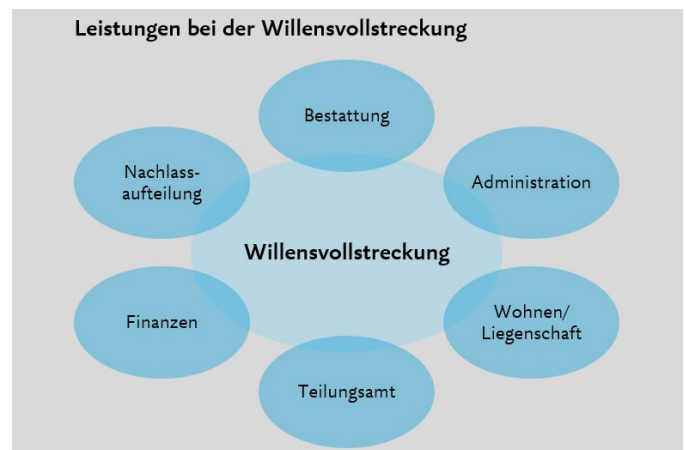 Leistungen bei der Willensvollstreckung
Bestattung
Nachlass-
aufteilung
Administration
Willensvollstreckung
Finanzen
Wohnen/
Liegenschaft
Teilungsamt